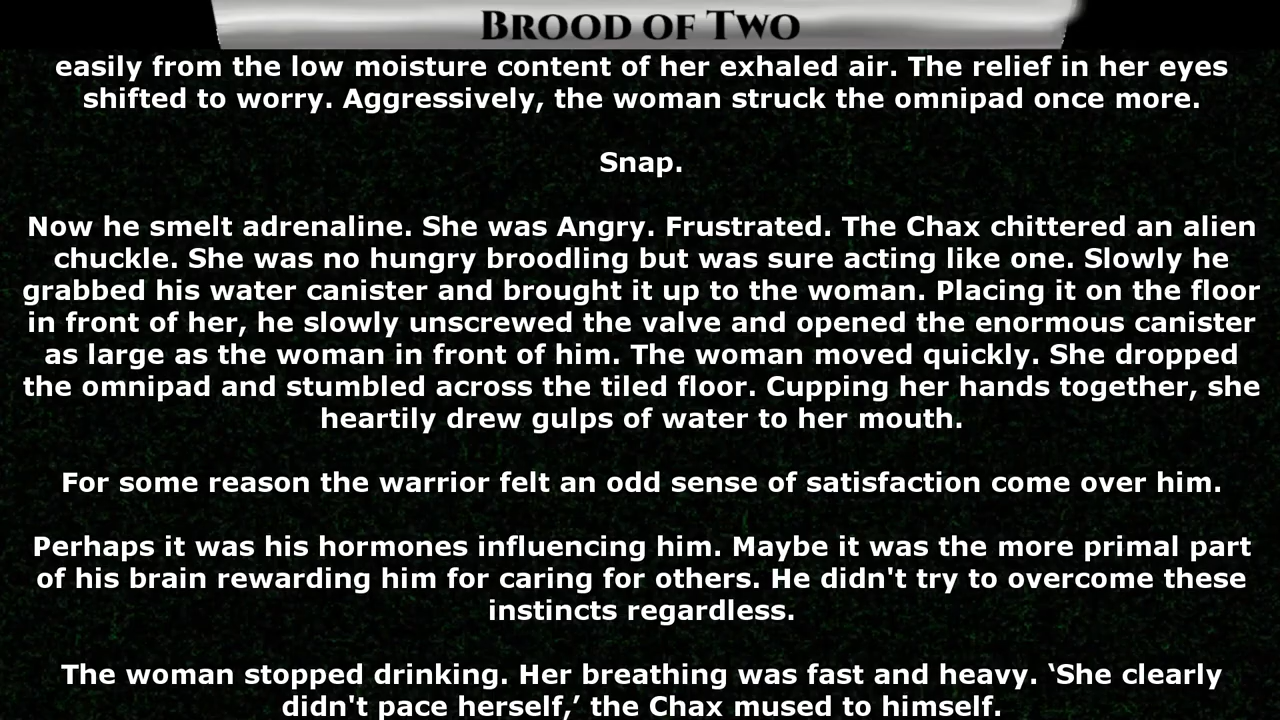 Brood of Two
easily from the low moisture content of her exhaled air. The relief in her eyes
shifted to worry. Aggressively, the woman struck the omnipad once more.
Snap.
Now he smelt adrenaline. She was Angry. Frustrated. The Chax chittered an alien
chuckle. She was no hungry broodling but was sure acting like one. Slowly he
grabbed his water canister and brought it up to the woman. Placing it on the floor
in front of her, he slowly unscrewed the valve and opened the enormous canister
as large as the woman in front of him. The woman moved quickly. She dropped
the omnipad and stumbled across the tiled floor. Cupping her hands together, she
heartily drew gulps of water to her mouth.
For some reason the warrior felt an odd sense of satisfaction come over him.
Perhaps it was his hormones influencing him. Maybe it was the more primal part
of his brain rewarding him for caring for others. He didn't try to overcome these
instincts regardless.
The woman stopped drinking. Her breathing was fast and heavy. ‘She clearly
didn't pace herself,’ the Chax mused to himself.